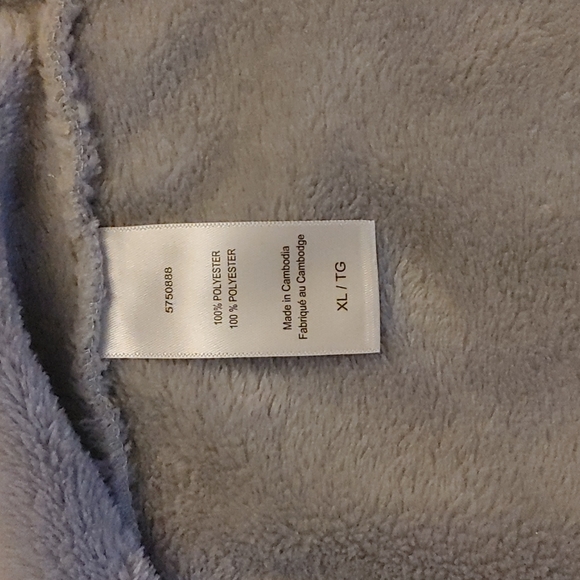 5750888
100% POLYESTER
100 % POLYESTER
Made in Cambodia
Fabriqué au Cambodge
XL / TG